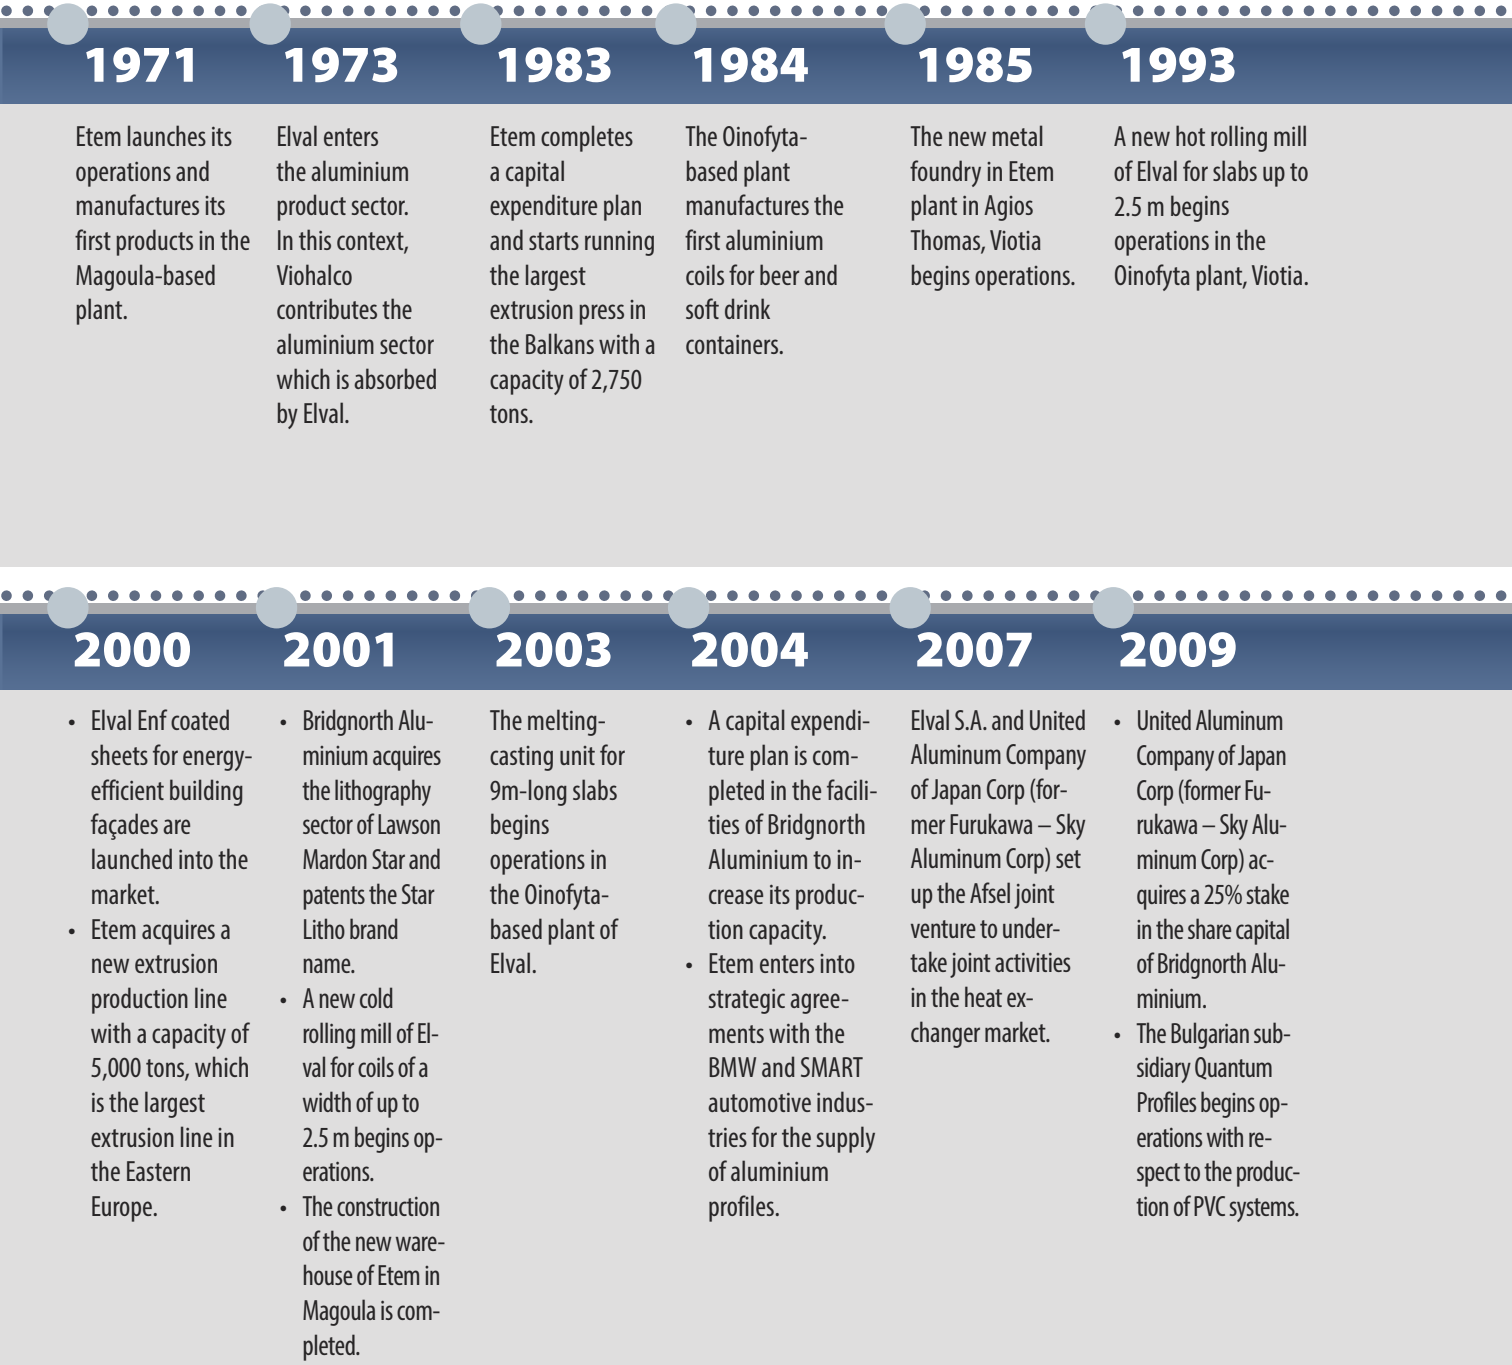 1971
Etem launches its
operations and
manufactures its
first products in the
Magoula-based
plant.
1973
Elval enters
the aluminium
product sector.
In this context,
Viohalco
contributes the
aluminium sector
which is absorbed
by Elval.
1983
Etem completes
a capital
expenditure plan
and starts running
the largest
extrusion press in
the Balkans with a
capacity of 2,750
tons.
1984
The Oinofyta-
based plant
manufactures the
first aluminium
coils for beer and
soft drink
containers.
1985
The new metal
foundry in Etem
plant in Agios
Thomas, Viotia
begins operations.
1993
A new hot rolling mill
of Elval for slabs up to
2.5 m begins
operations in the
Oinofyta plant, Viotia.
2000
• Elval Enf coated
sheets for energy-
efficient building
façades are
launched into the
market.
• Etem acquires a
new extrusion
production line
with a capacity of
5,000 tons, which
is the largest
extrusion line in
the Eastern
Europe.
2001
• Bridgnorth Alu-
minium acquires
the lithography
sector of Lawson
Mardon Star and
patents the Star
Litho brand
name.
• A new cold
rolling mill of El-
val for coils of a
width of up to
2.5 m begins op-
erations.
• The construction
of the new ware-
house of Etem in
Magoula is com-
pleted.
2003
The melting-
casting unit for
9m-long slabs
begins
operations in
the Oinofyta-
based plant of
Elval.
2004
• A capital expendi-
ture plan is com-
pleted in the facili-
ties of Bridgnorth
Aluminium to in-
crease its produc-
tion capacity.
• Etem enters into
strategic agree-
ments with the
BMW and SMART
automotive indus-
tries for the supply
of aluminium
profiles.
2007
Elval S.A. and United
Aluminum Company
of Japan Corp (for-
mer Furukawa – Sky
Aluminum Corp) set
up the Afsel joint
venture to under-
take joint activities
in the heat ex-
changer market.
2009
• United Aluminum
Company of Japan
Corp (former Fu-
rukawa – Sky Alu-
minum Corp) ac-
quires a 25% stake
in the share capital
of Bridgnorth Alu-
minium.
• The Bulgarian sub-
sidiary Quantum
Profiles begins op-
erations with re-
spect to the produc-
tion of PVC systems.